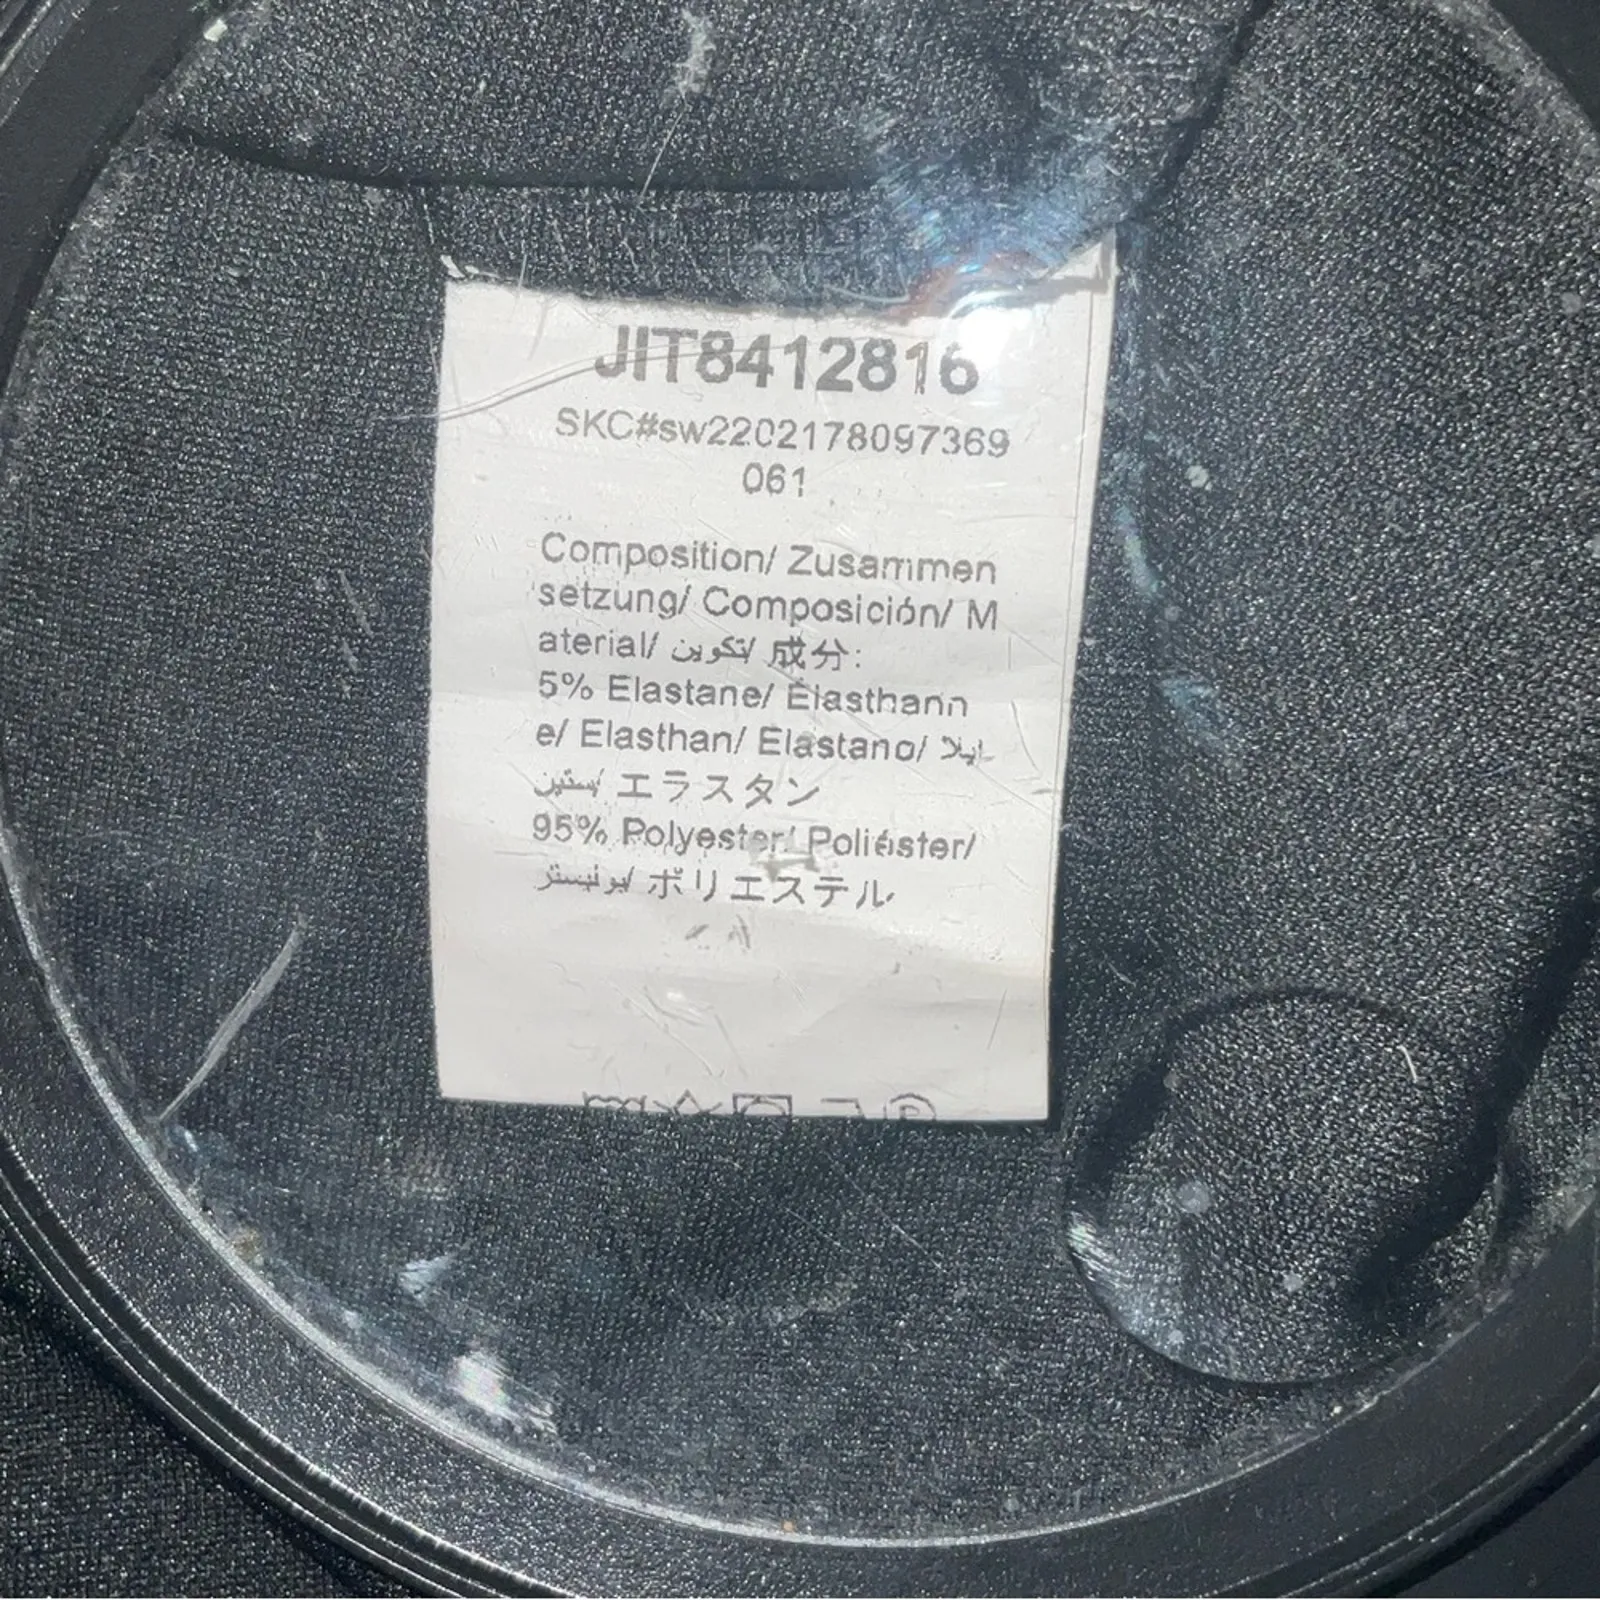 JIT8412816
SKC#sw2202178097369
061
Composition/ Zusammen
setzung/ Composición/ M
aterial/ تكوين/ 成分:
5% Elastane/ Élasthann
e/ Elasthan/ Elastano/ إيلا
ستين/ エラスタン
95% Polyester/ Poliéster/
بوليستر/ ポリエステル